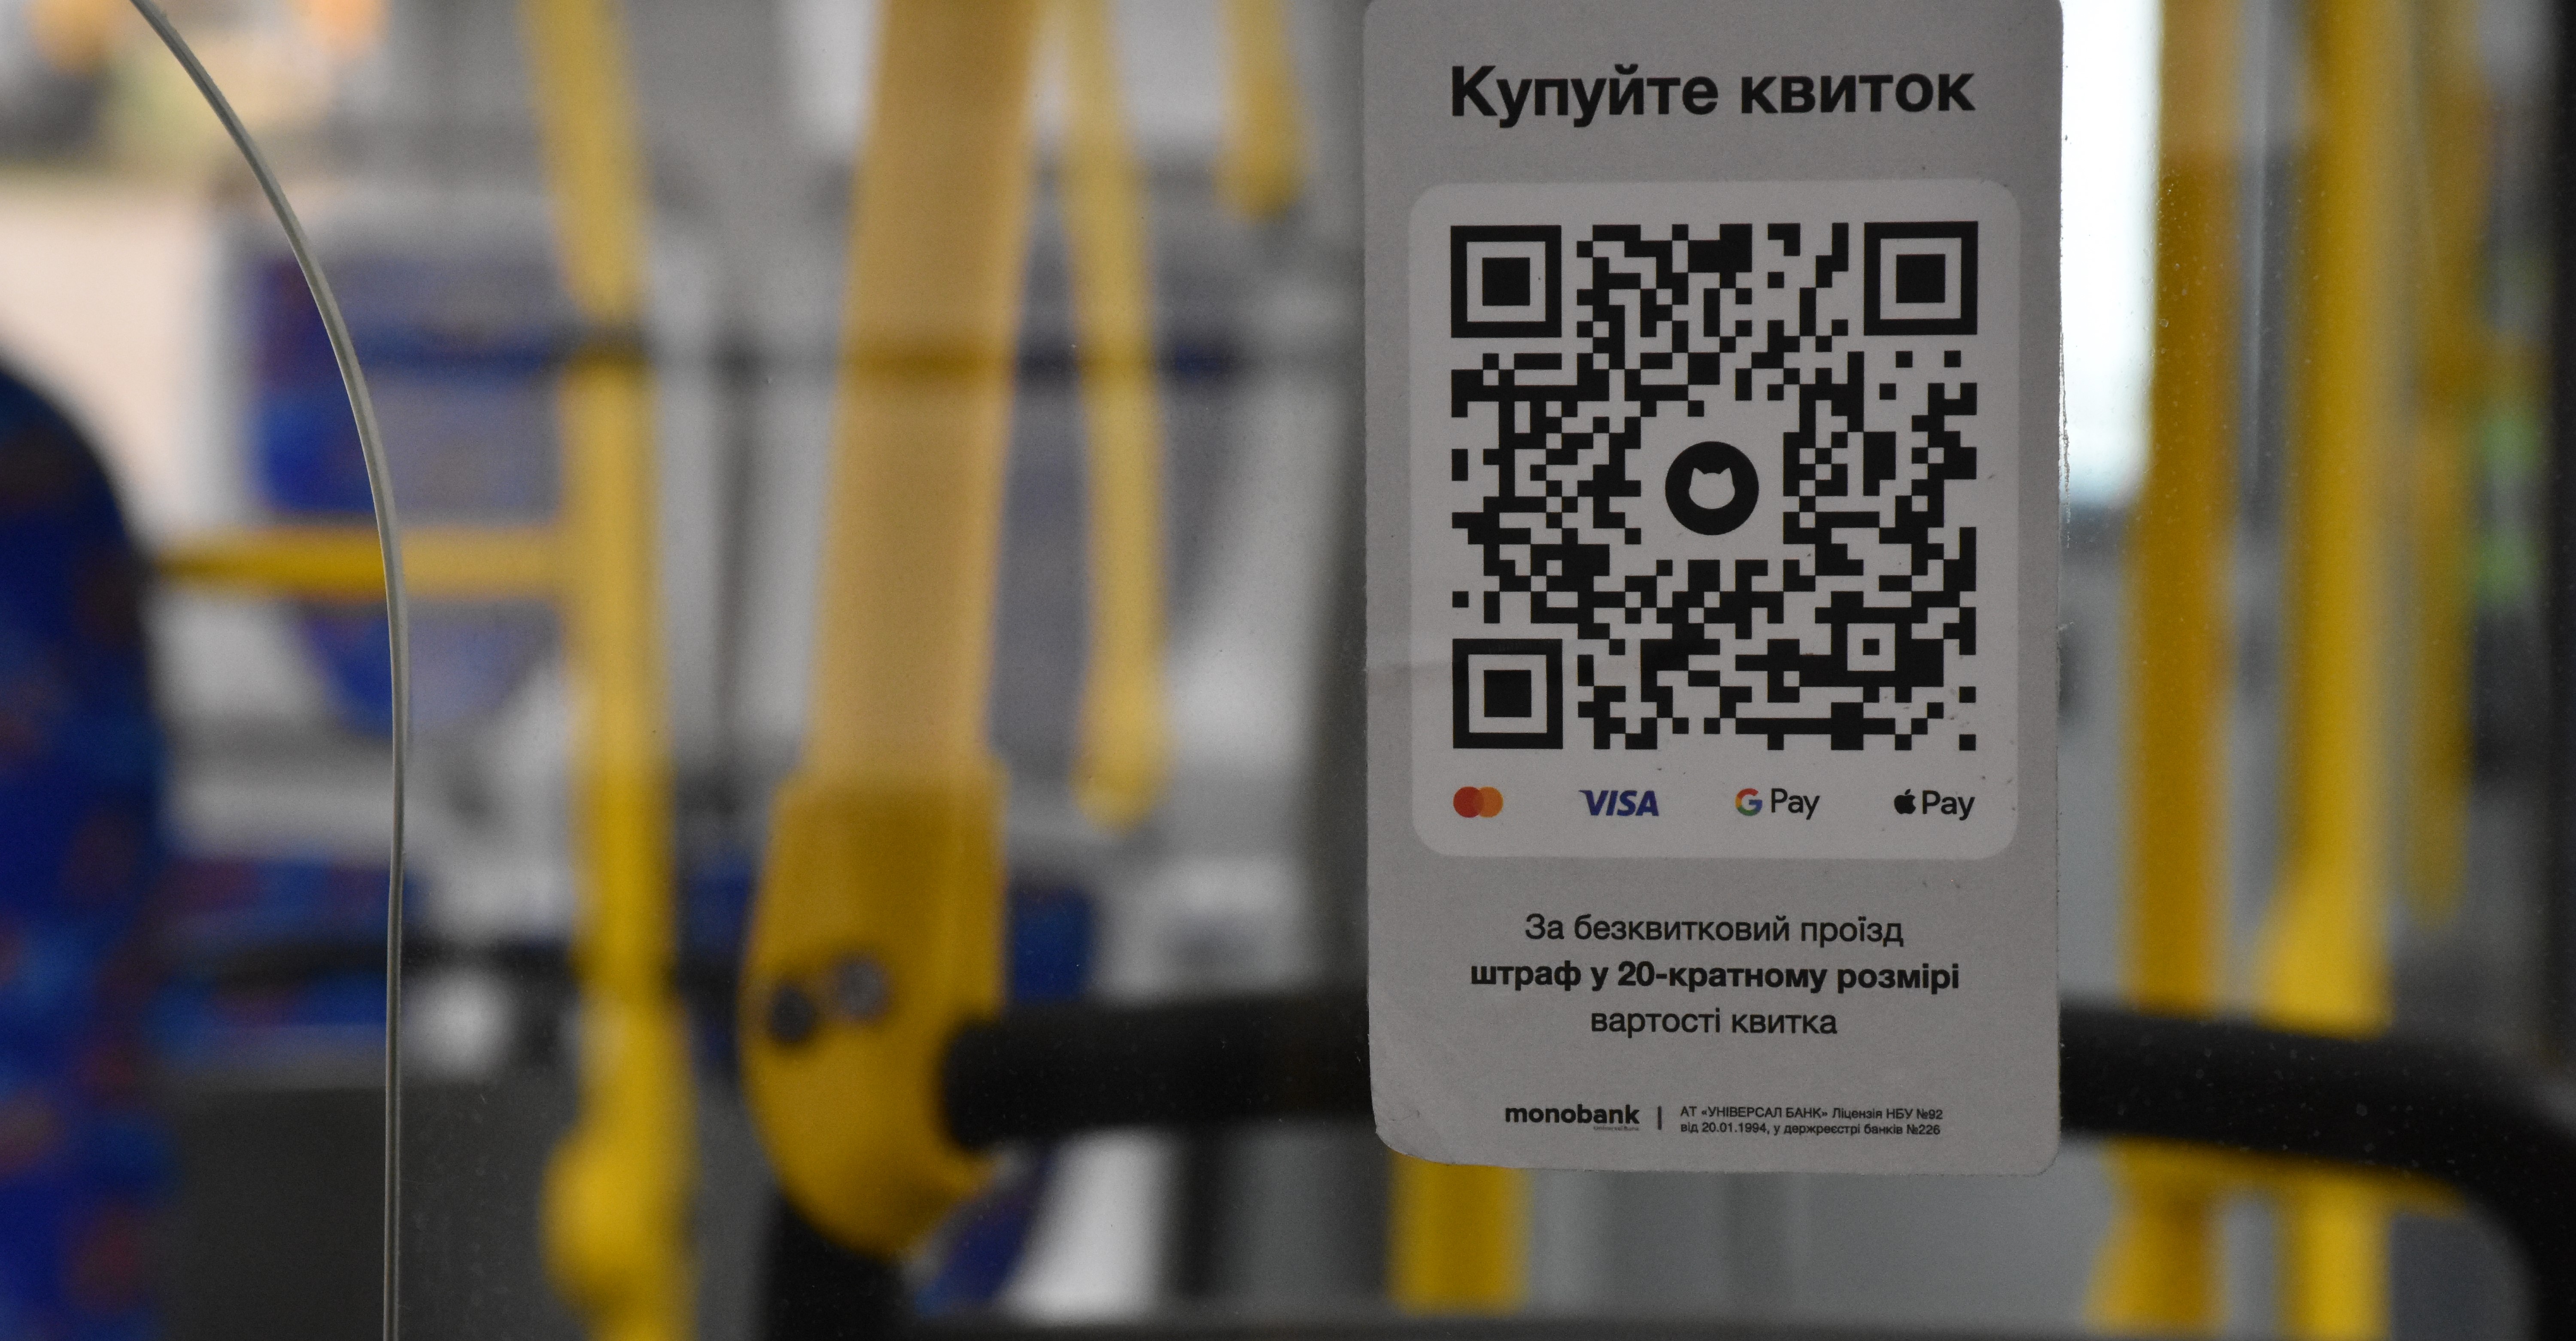 Купуйте квиток
VISA
G Pay
Pay
За безквитковий проїзд
штраф у 20-кратному розмірі
вартості квитка
monobank | АТ «УНІВЕРСАЛ БАНК» Ліцензія НБУ №92
від 20.01.1994, у держреєстрі банків №226